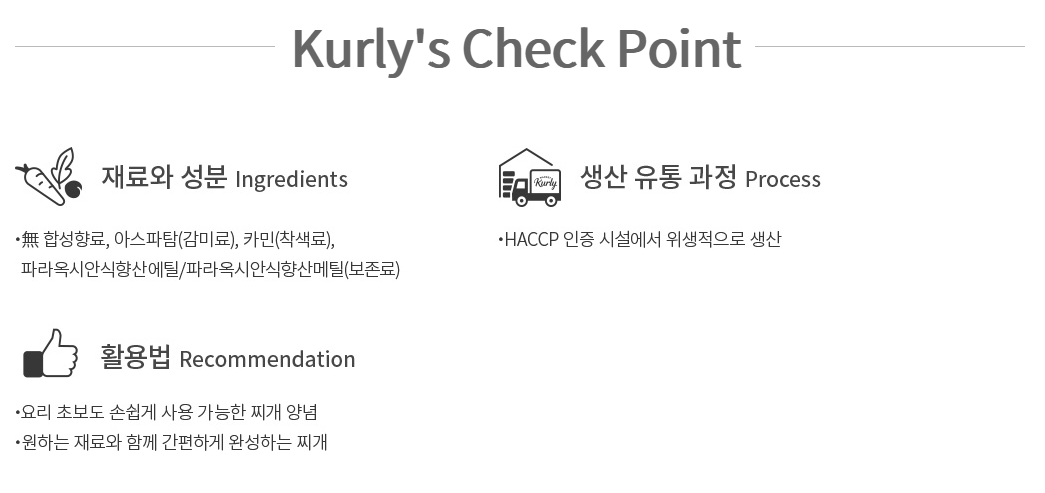 Kurly's Check Point
재료와 성분 Ingredients
•無 합성향료, 아스파탐(감미료), 카민(착색료),
파라옥시안식향산에틸/파라옥시안식향산메틸(보존료)
Kurly
생산 유통 과정 Process
•HACCP 인증 시설에서 위생적으로 생산
활용법 Recommendation
•요리 초보도 손쉽게 사용 가능한 찌개 양념
•원하는 재료와 함께 간편하게 완성하는 찌개